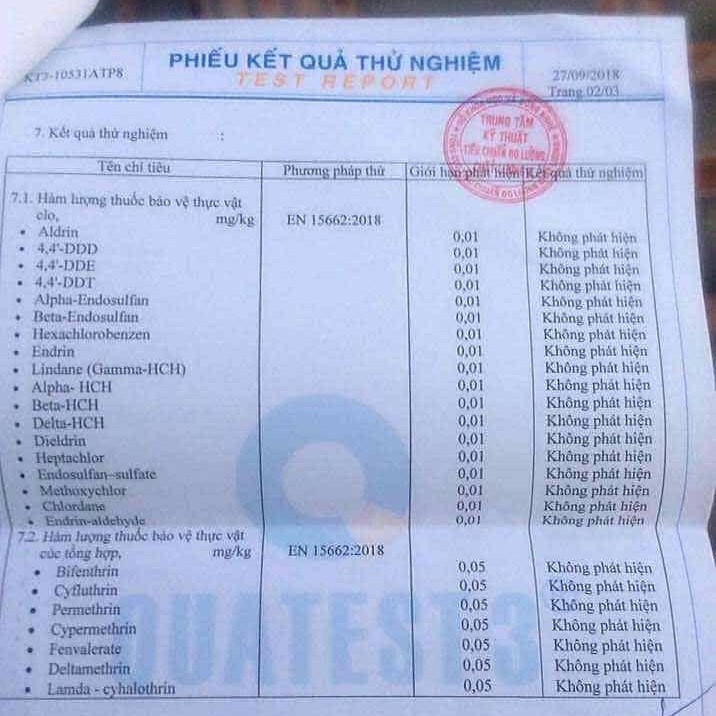 KT3-10531ATP8
PHIẾU KẾT QUẢ THỬ NGHIỆM
TEST REPORT
27/09/2018
Trang 02/03
TRUNG TÂM
KỸ THUẬT
TIÊU CHUẨN ĐO LƯỜNG
7. Kết quả thử nghiệm :
Tên chỉ tiêu Phương pháp thử Giới hạn phát hiện Kết quả thử nghiệm
7.1. Hàm lượng thuốc bảo vệ thực vật
clo, mg/kg EN 15662:2018
• Aldrin 0,01 Không phát hiện
• 4,4'-DDD 0,01 Không phát hiện
• 4,4'-DDE 0,01 Không phát hiện
• 4,4'-DDT 0,01 Không phát hiện
• Alpha-Endosulfan 0,01 Không phát hiện
• Beta-Endosulfan 0,01 Không phát hiện
• Hexachlorobenzen 0,01 Không phát hiện
• Endrin 0,01 Không phát hiện
• Lindane (Gamma-HCH) 0,01 Không phát hiện
• Alpha- HCH 0,01 Không phát hiện
• Beta-HCH 0,01 Không phát hiện
• Delta-HCH 0,01 Không phát hiện
• Dieldrin 0,01 Không phát hiện
• Heptachlor 0,01 Không phát hiện
• Endosulfan–sulfate 0,01 Không phát hiện
• Methoxychlor 0,01 Không phát hiện
• Chlordane 0,01 Không phát hiện
• Endrin-aldehyde 0,01 Không phát hiện
7.2. Hàm lượng thuốc bảo vệ thực vật
cúc tổng hợp, mg/kg EN 15662:2018
• Bifenthrin 0,05 Không phát hiện
• Cyfluthrin 0,05 Không phát hiện
• Permethrin 0,05 Không phát hiện
• Cypermethrin 0,05 Không phát hiện
• Fenvalerate 0,05 Không phát hiện
• Deltamethrin 0,05 Không phát hiện
• Lamda - cyhalothrin 0,05 Không phát hiện
QUATEST3